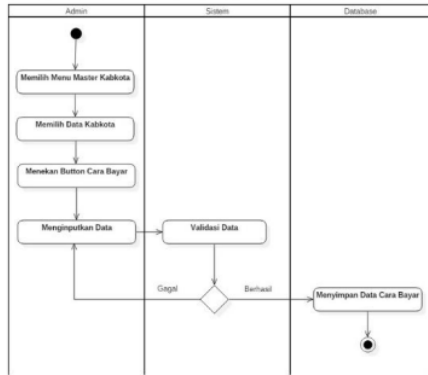 Admin
Sistem
Database
Memilih Menu Master Kabkota
Memilih Data Kabkota
Menekan Button Cara Bayar
Menginputkan Data
Validasi Data
Gagal
Berhasil
Menyimpan Data Cara Bayar